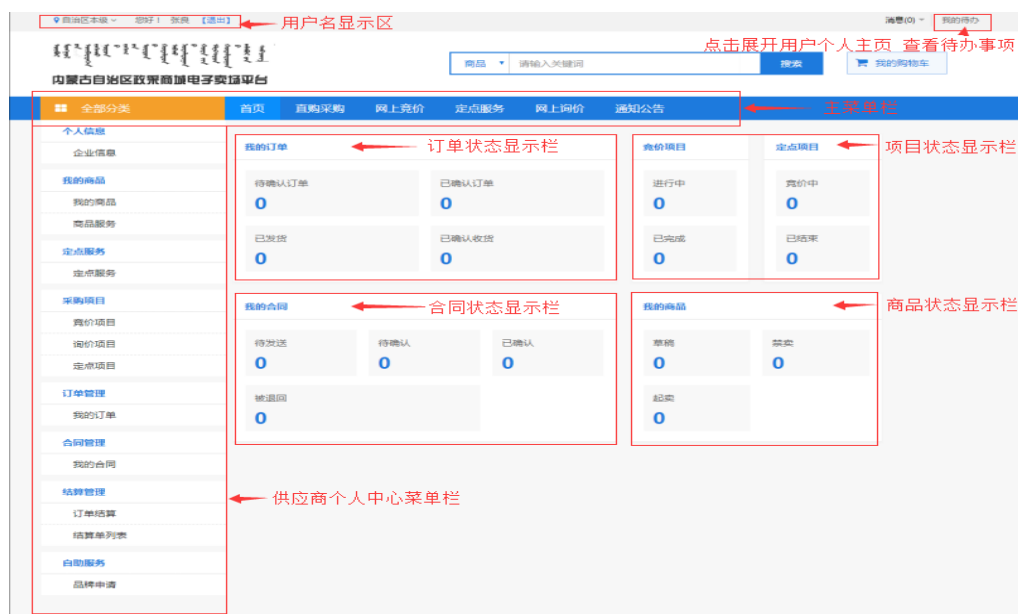 自治区本级 您好！ 张良 【退出】 用户名显示区 消息(0) 我的待办
点击展开用户个人主页 查看待办事项
内蒙古自治区政采商城电子卖场平台
商品 请输入关键词 搜索 我的购物车
全部分类 首页 直购采购 网上竞价 定点服务 网上询价 通知公告 主菜单栏
个人信息
企业信息
我的商品
我的商品
商品服务
定点服务
定点服务
采购项目
竞价项目
询价项目
定点项目
订单管理
我的订单
合同管理
我的合同
结算管理
订单结算
结算单列表
自助服务
品牌申请
供应商个人中心菜单栏
我的订单 订单状态显示栏
待确认订单 已确认订单
0 0
已发货 已确认收货
0 0
竞价项目 定点项目 项目状态显示栏
进行中 竞价中
0 0
已完成 已结束
0 0
我的合同 合同状态显示栏
待发送 待确认 已确认
0 0 0
被退回
0
我的商品 商品状态显示栏
草稿 禁卖
0 0
起卖
0